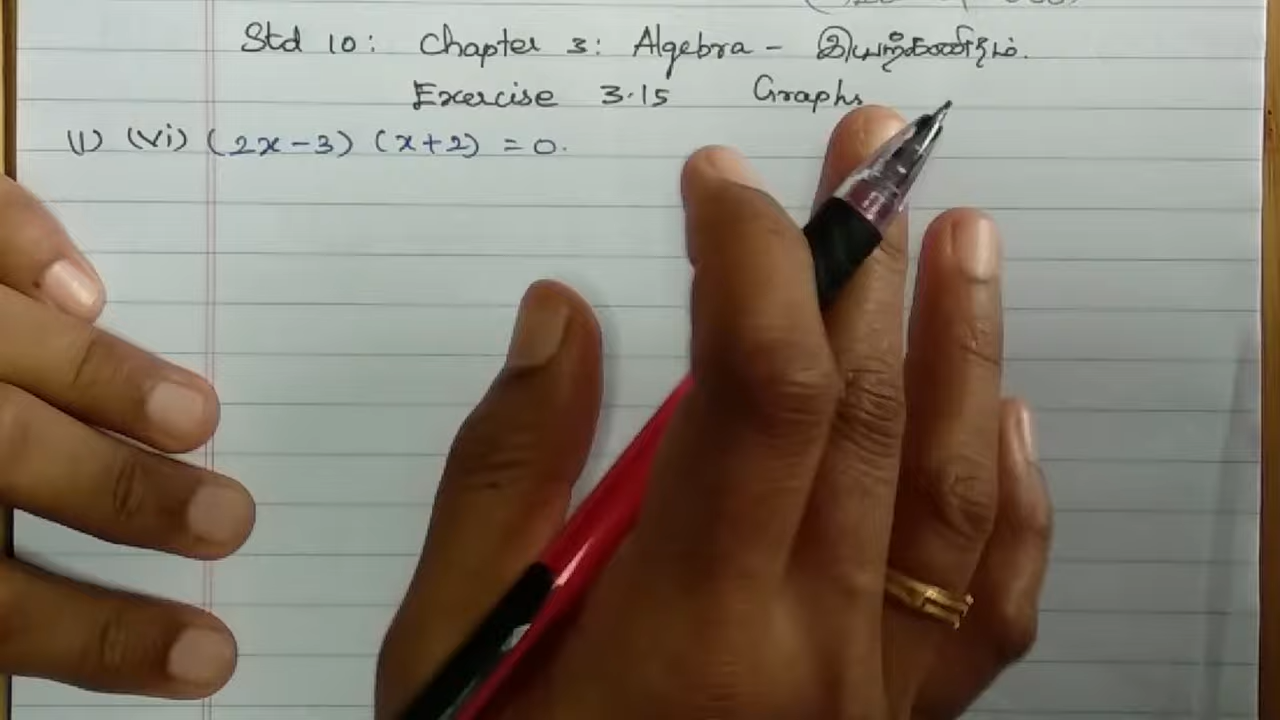 Std 10: Chapter 3: Algebra - இயற்கணிதம்.
Exercise 3.15 Graphs
(1) (vi) (2x-3) (x+2) = 0.